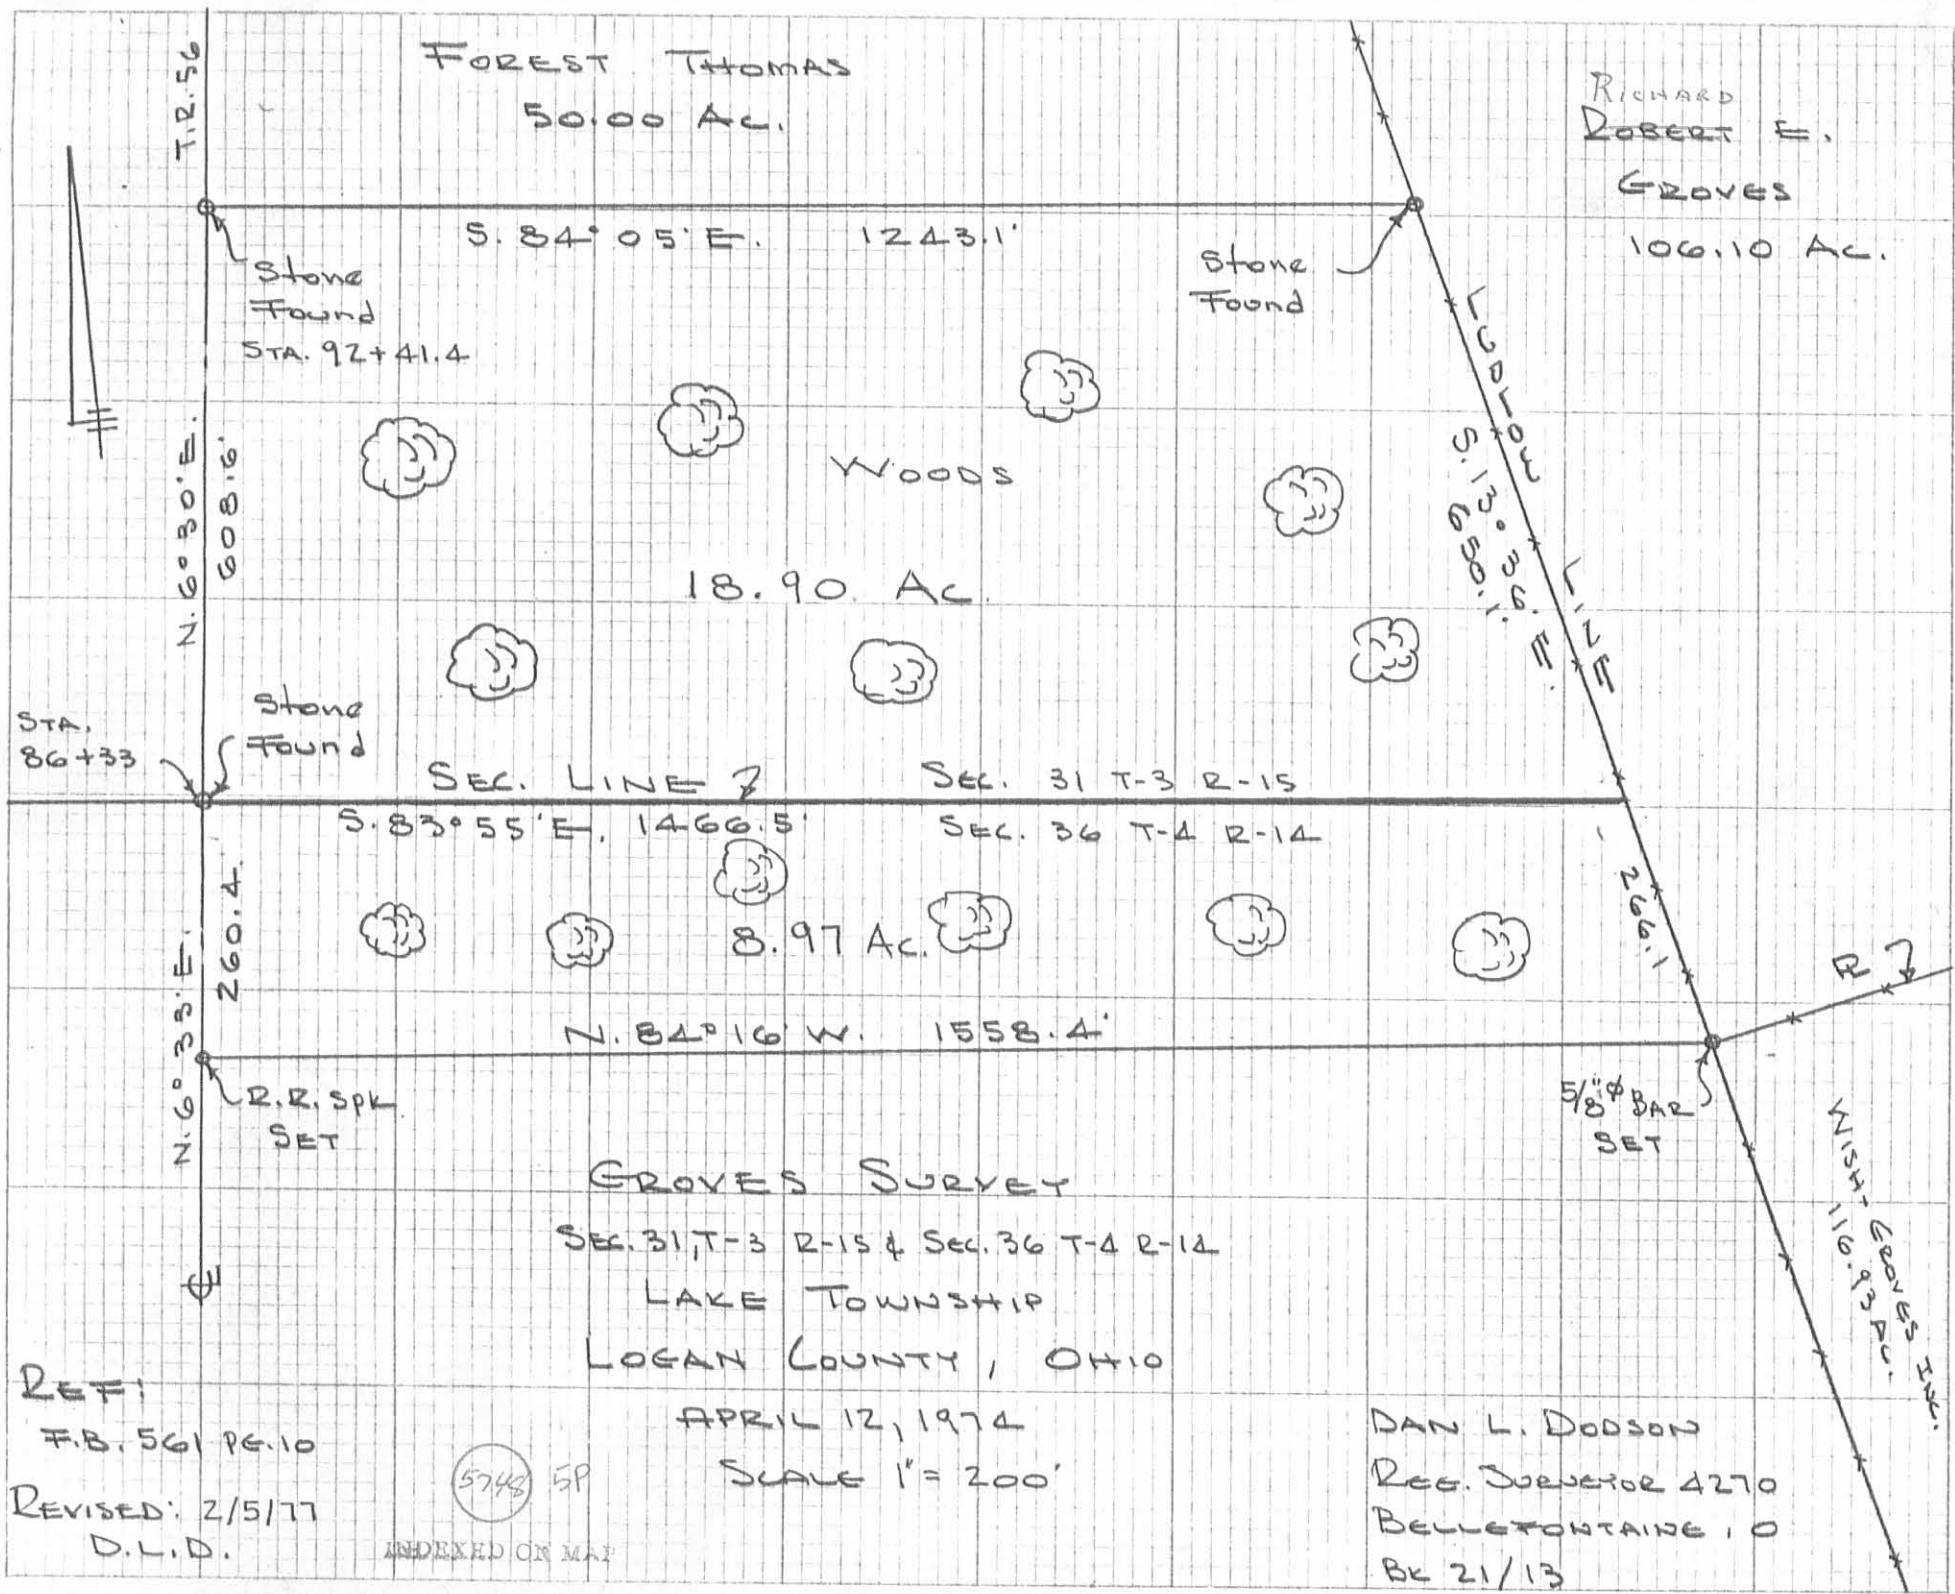 FOREST THOMAS
50.00 AC.
T.R. 56
RICHARD
ROBERT E.
GROVES
106.10 AC.
S. 84° 05' E. 1243.1'
Stone
Found
STA. 92+41.4
Stone
Found
LUDLOW LINE
S. 13° 36' E.
650.1'
N. 6° 30' E.
608.6'
WOODS
18.90 AC.
STA.
86+33
Stone
Found
SEC. LINE
SEC. 31 T-3 R-15
S. 83° 55' E. 1466.5'
SEC. 36 T-4 R-14
266.1'
N. 6° 33' E.
260.4'
8.97 AC.
N. 84° 16' W. 1558.4'
R.R. SPK
SET
5/8" ø BAR
SET
WISH-GROVES INC.
116.93 AC.
GROVES SURVEY
SEC. 31, T-3 R-15 & SEC. 36 T-4 R-14
LAKE TOWNSHIP
LOGAN COUNTY, OHIO
APRIL 12, 1974
SCALE 1" = 200'
REF:
F.B. 561 PG. 10
REVISED: 2/5/77
D.L.D.
5748 5P
INDEXED ON MAP
DAN L. DODSON
REG. SURVEYOR 4270
BELLEFONTAINE, O
BK 21/13